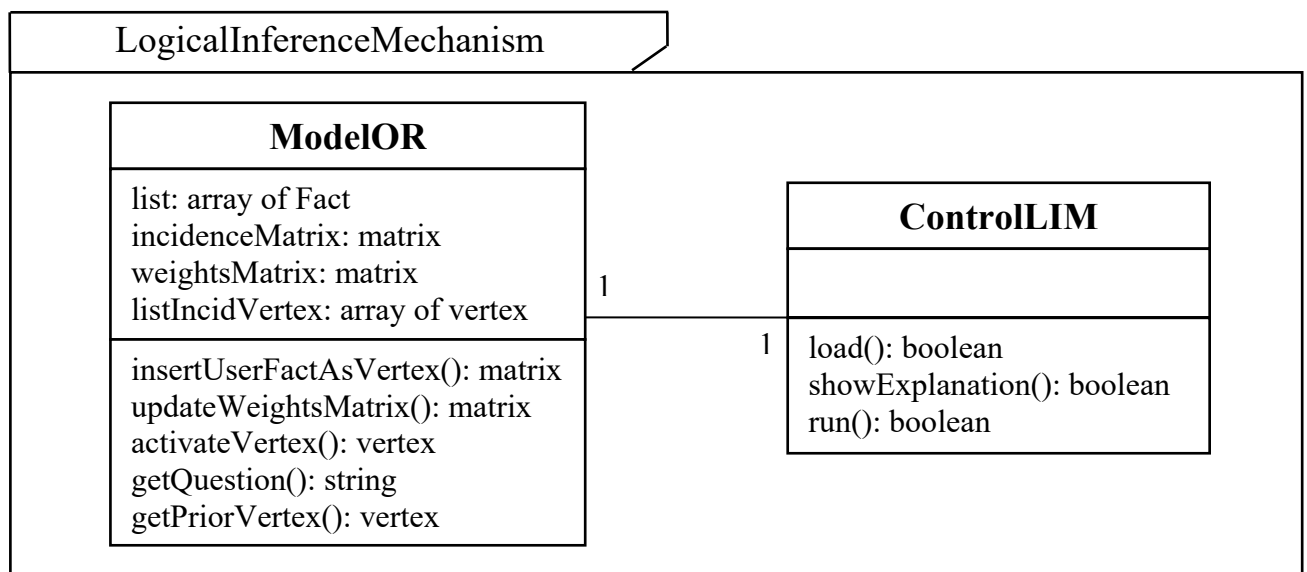 LogicalInferenceMechanism
ModelOR
list: array of Fact
incidenceMatrix: matrix
weightsMatrix: matrix
listIncidVertex: array of vertex
insertUserFactAsVertex(): matrix
updateWeightsMatrix(): matrix
activateVertex(): vertex
getQuestion(): string
getPriorVertex(): vertex
1
1
ControlLIM
load(): boolean
showExplanation(): boolean
run(): boolean